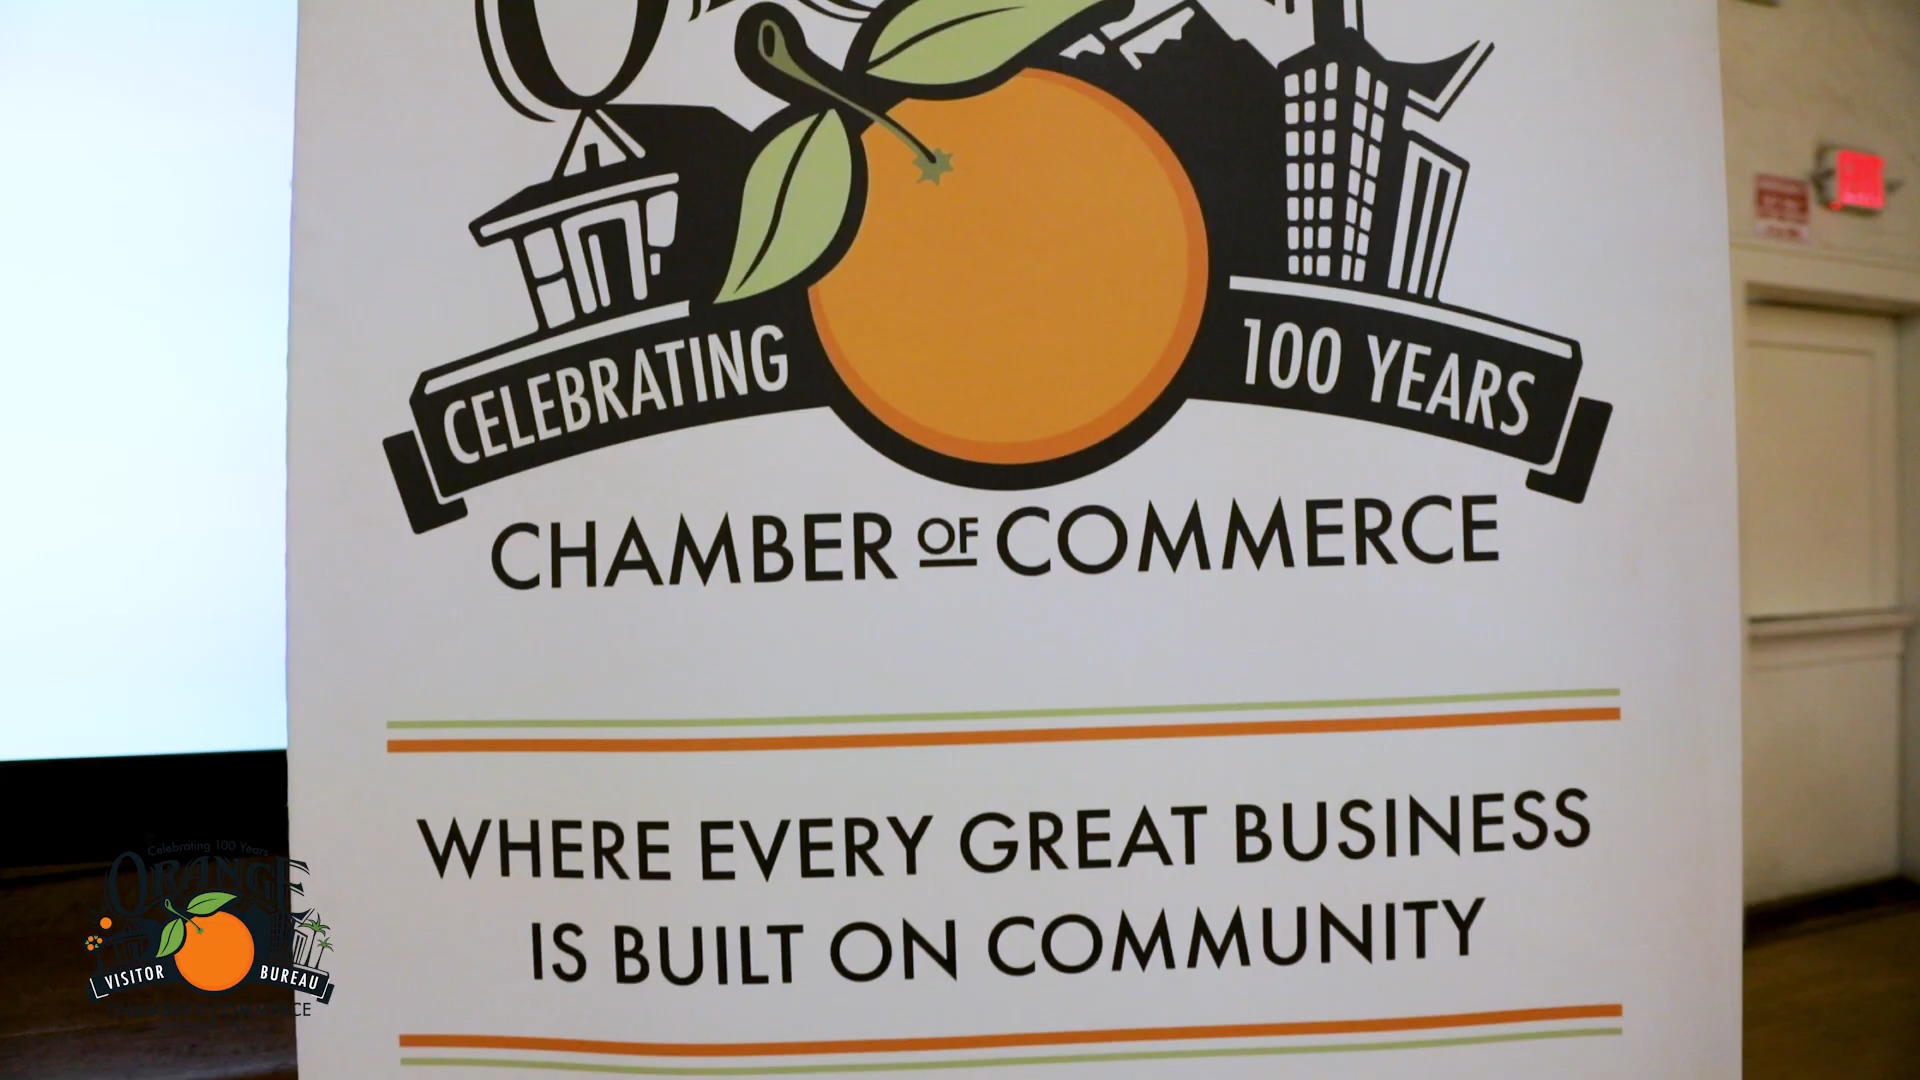 CELEBRATING 100 YEARS
CHAMBER OF COMMERCE
WHERE EVERY GREAT BUSINESS
IS BUILT ON COMMUNITY
Celebrating 100 Years
ORANGE
VISITOR BUREAU